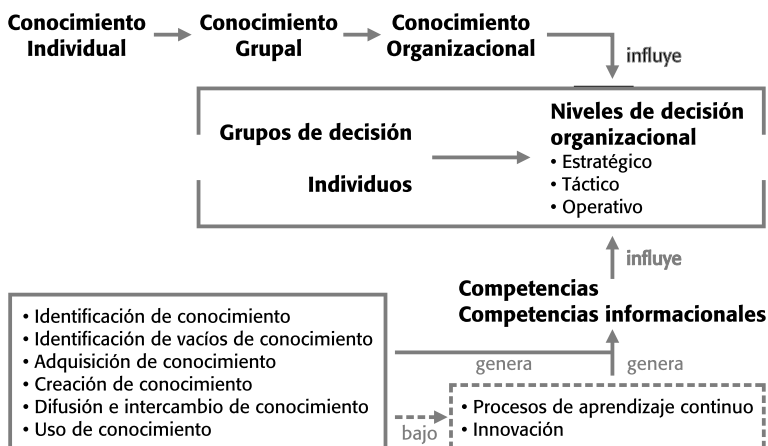 Conocimiento
Individual
Conocimiento
Grupal
Conocimiento
Organizacional
influye
Grupos de decisión
Individuos
Niveles de decisión
organizacional
• Estratégico
• Táctico
• Operativo
influye
Competencias
Competencias informacionales
• Identificación de conocimiento
• Identificación de vacíos de conocimiento
• Adquisición de conocimiento
• Creación de conocimiento
• Difusión e intercambio de conocimiento
• Uso de conocimiento
genera
genera
bajo
• Procesos de aprendizaje continuo
• Innovación